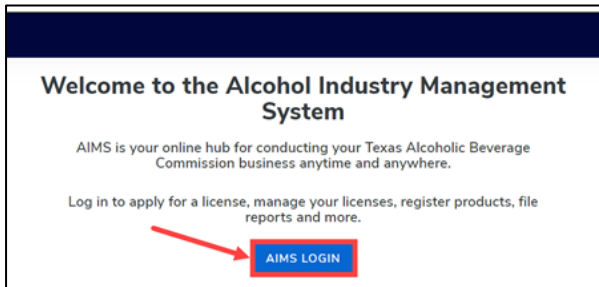 Welcome to the Alcohol Industry Management
System
AIMS is your online hub for conducting your Texas Alcoholic Beverage
Commission business anytime and anywhere.
Log in to apply for a license, manage your licenses, register products, file
reports and more.
AIMS LOGIN